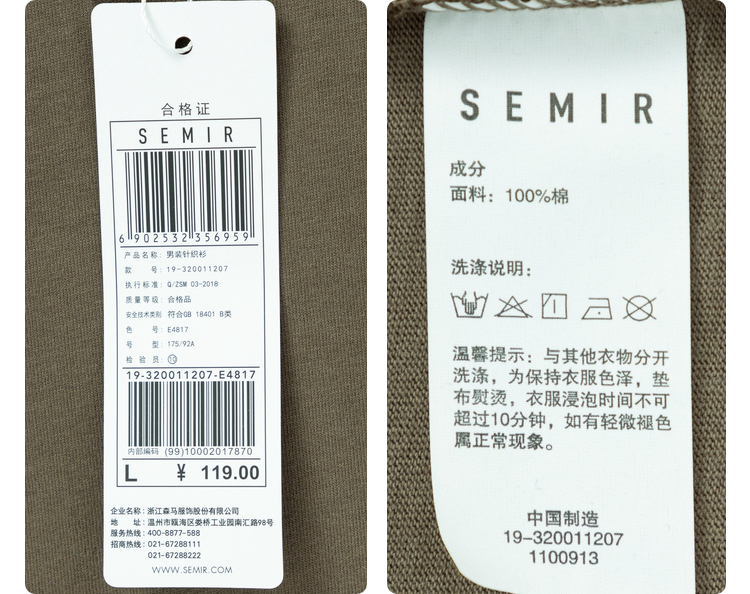 合格证
SEMIR
6 902532 356959
产品名称: 男装针织衫
款 号: 19-320011207
执行标准: Q/ZSM 03-2018
质量等级: 合格品
安全技术类别 符合GB 18401 B类
色 号: E4817
号 型: 175/92A
检 验 员: ⑩
19-320011207-E4817
内部编码 (99)10002017870
L ¥ 119.00
企业名称: 浙江森马服饰股份有限公司
地 址: 温州市瓯海区娄桥工业园南汇路98号
服务热线: 400-8877-588
招商热线: 021-67288111
021-67288222
WWW.SEMIR.COM
SEMIR
成分
面料: 100%棉
洗涤说明:
温馨提示: 与其他衣物分开
洗涤, 为保持衣服色泽, 垫
布熨烫, 衣服浸泡时间不可
超过10分钟, 如有轻微褪色
属正常现象。
中国制造
19-320011207
1100913